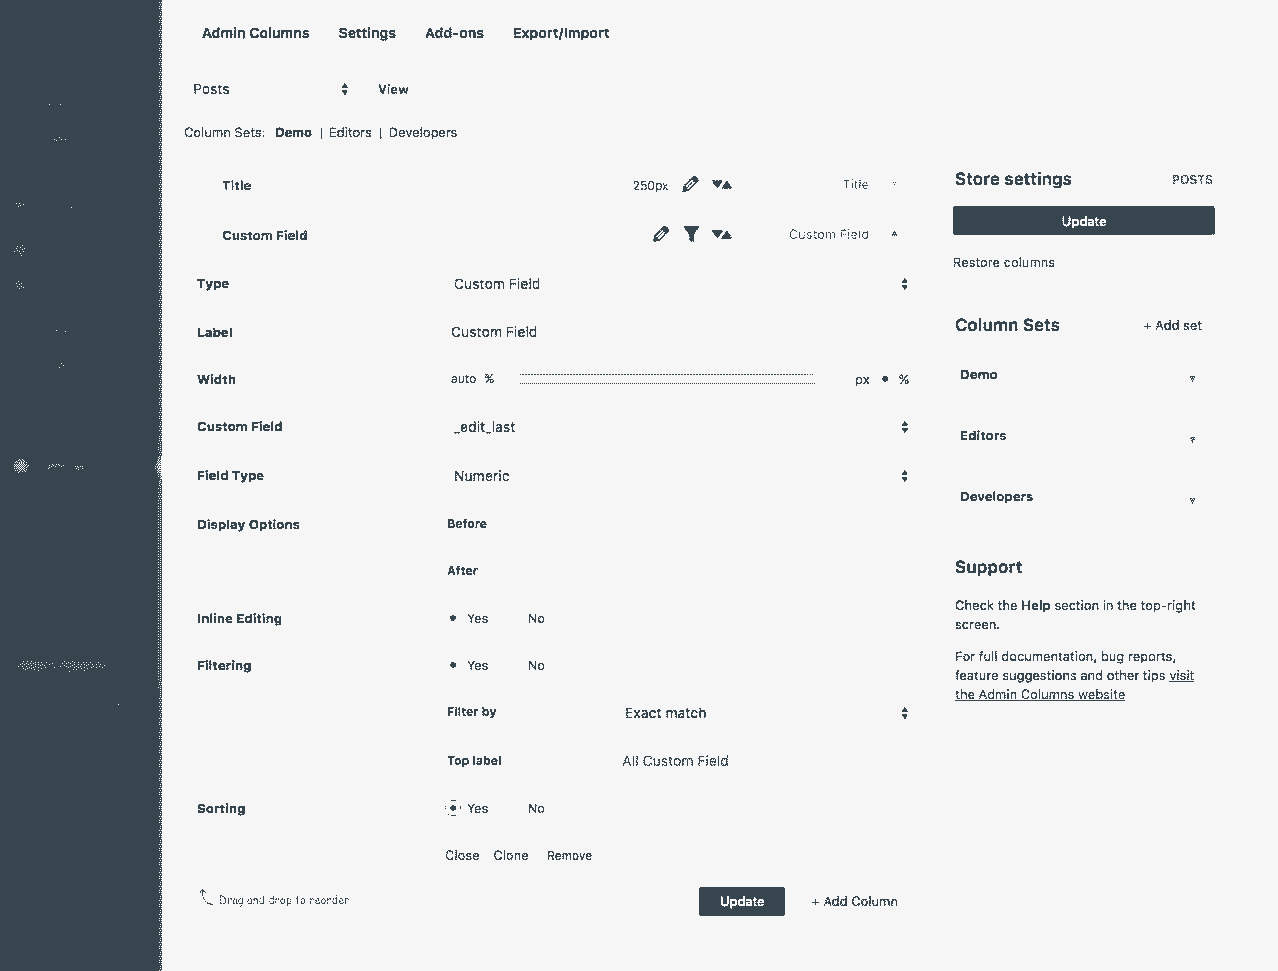 Admin Columns Settings Add-ons Export/Import
Posts View
Column Sets: Demo | Editors | Developers
Title 250px Title
Custom Field Custom Field
Type Custom Field
Label Custom Field
Width auto % px %
Custom Field _edit_last
Field Type Numeric
Display Options Before
After
Inline Editing Yes No
Filtering Yes No
Filter by Exact match
Top label All Custom Field
Sorting Yes No
Close Clone Remove
Drag and drop to reorder
Update + Add Column
Store settings POSTS
Update
Restore columns
Column Sets + Add set
Demo
Editors
Developers
Support
Check the Help section in the top-right
screen.
For full documentation, bug reports,
feature suggestions and other tips visit
the Admin Columns website